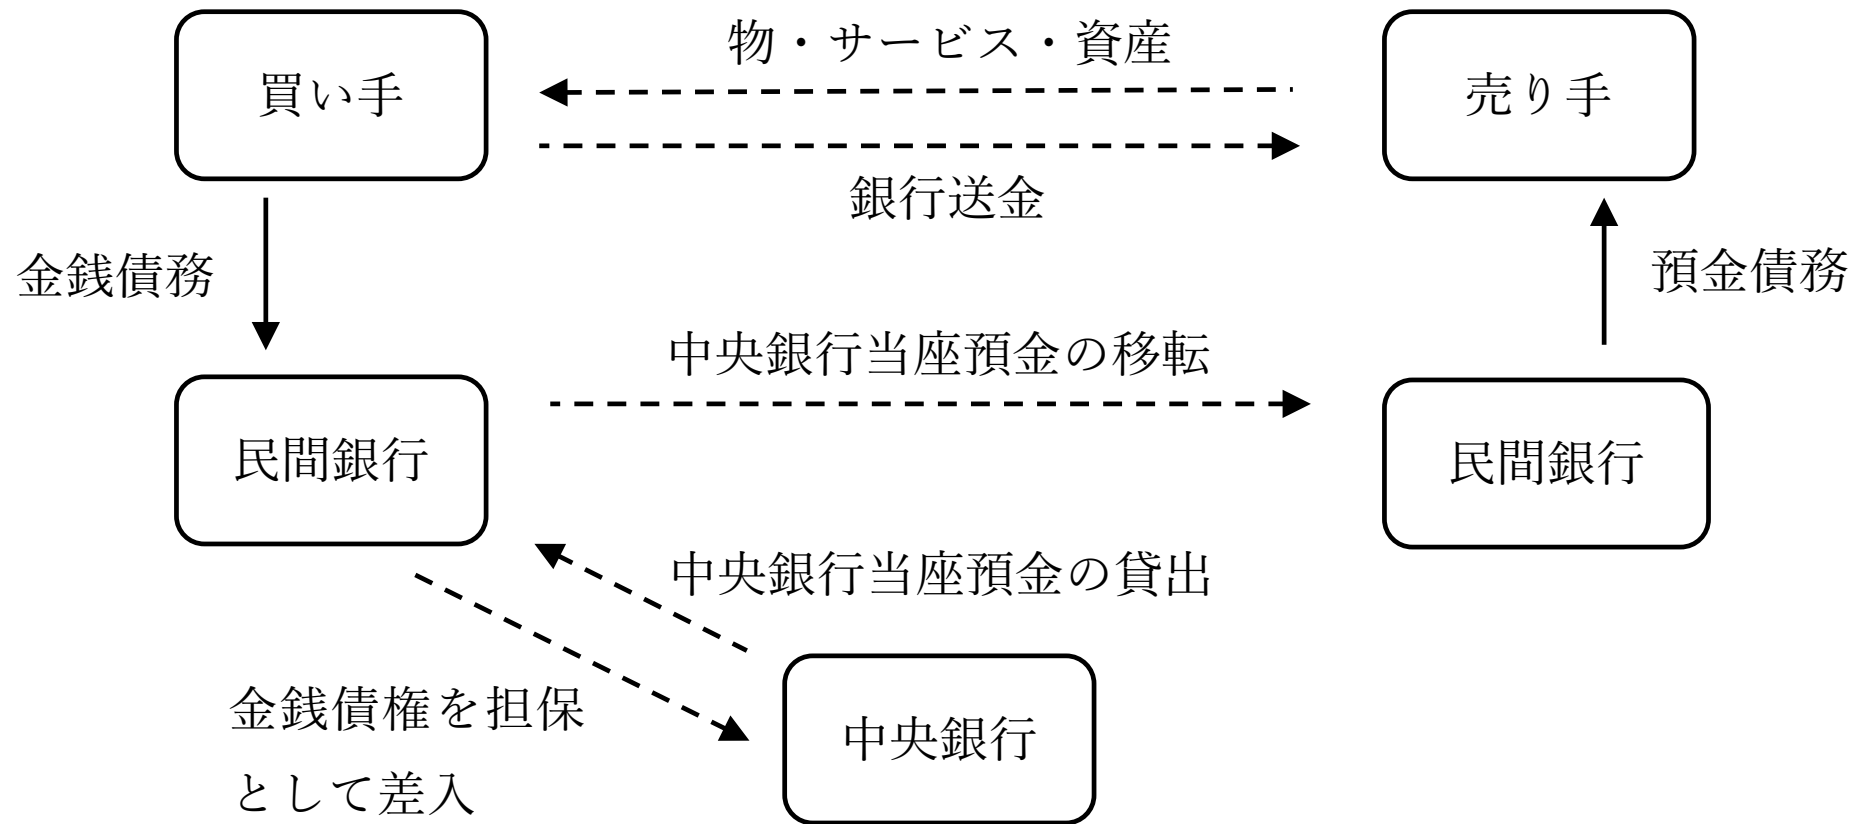 物・サービス・資産
買い手
売り手
銀行送金
金銭債務
預金債務
中央銀行当座預金の移転
民間銀行
民間銀行
中央銀行当座預金の貸出
金銭債権を担保
として差入
中央銀行